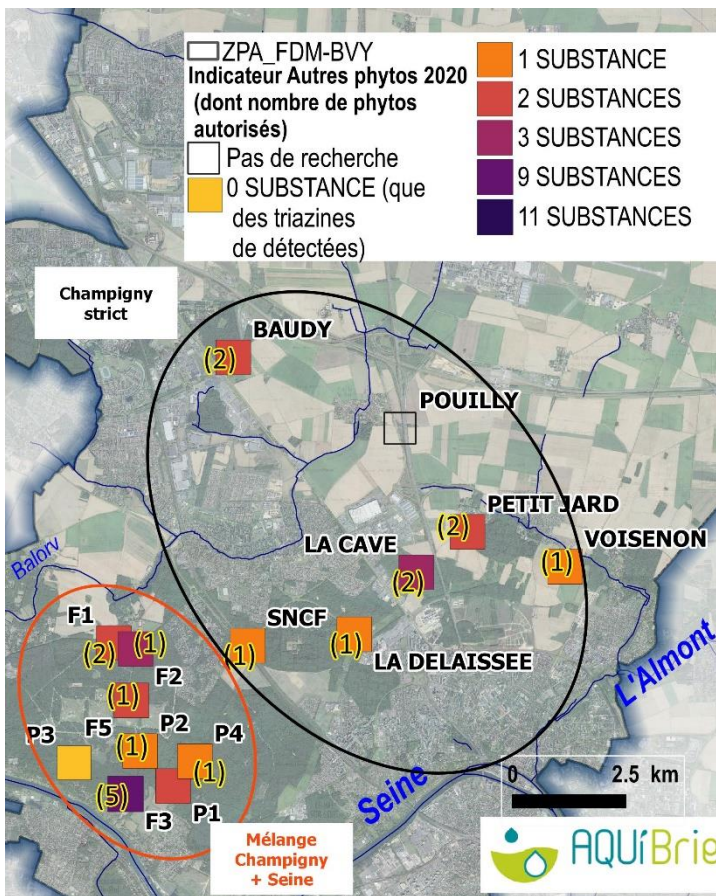 ZPA_FDM-BVY
Indicateur Autres phytos 2020
(dont nombre de phytos
autorisés)
Pas de recherche
0 SUBSTANCE (que
des triazines
de détectées)
1 SUBSTANCE
2 SUBSTANCES
3 SUBSTANCES
9 SUBSTANCES
11 SUBSTANCES
Champigny
strict
BAUDY
(2)
POUILLY
PETIT JARD
(2)
VOISENON
(1)
LA CAVE
(2)
Balory
SNCF
(1)
(1)
LA DELAISSEE
L'Almont
F1
(2)
(1)
F2
(1)
F5
P2
P4
P3
(1)
(1)
(5)
F3
P1
Seine
0
2.5 km
Mélange
Champigny
+ Seine
AQUiBrie